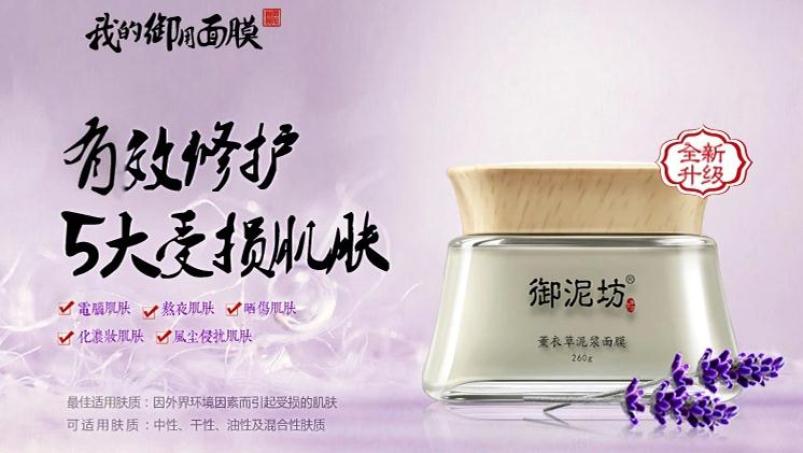 我的御用面膜
有效修护
5大受损肌肤
電腦肌肤 熬夜肌肤 晒傷肌肤
化濃妝肌肤 風尘侵扰肌肤
最佳适用肤质：因外界环境因素而引起受损的肌肤
可适用肤质：中性、干性、油性及混合性肤质
全新
升级
御泥坊®
薰衣草泥浆面膜
260g